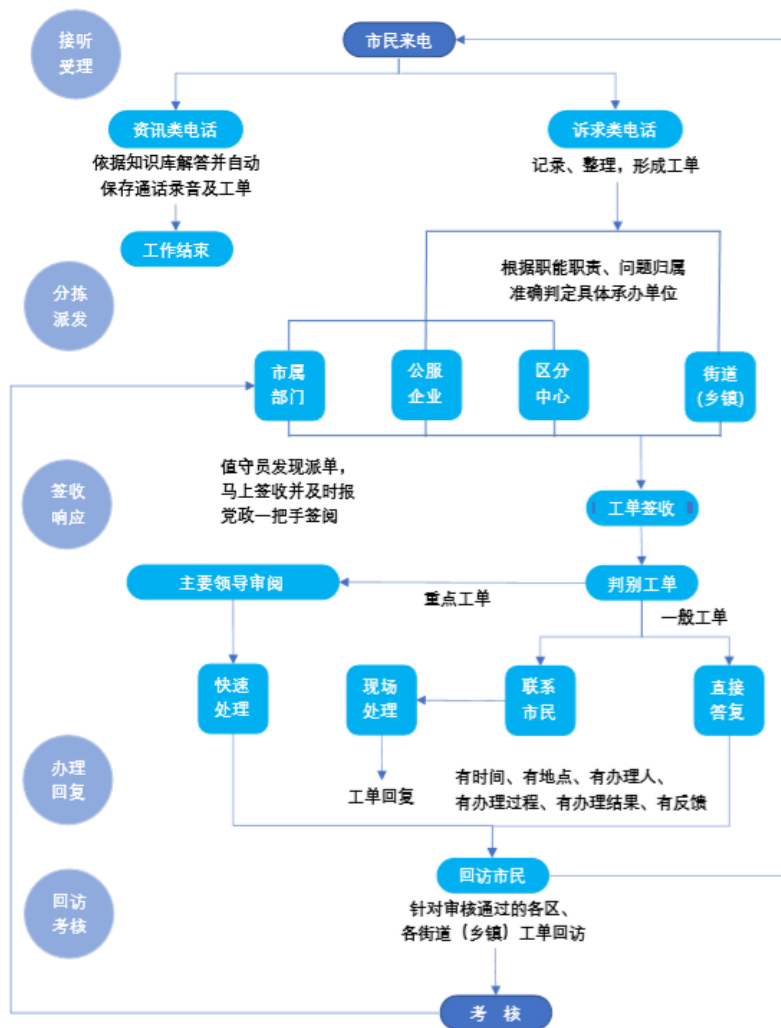 接听
受理
市民来电
资讯类电话
诉求类电话
依据知识库解答并自动
保存通话录音及工单
记录、整理，形成工单
工作结束
分拣
派发
根据职能职责、问题归属
准确判定具体承办单位
市属
部门
公服
企业
区分
中心
街道
(乡镇)
签收
响应
值守员发现派单，
马上签收并及时报
党政一把手签阅
工单签收
主要领导审阅
重点工单
判别工单
一般工单
快速
处理
现场
处理
联系
市民
直接
答复
办理
回复
工单回复
有时间、有地点、有办理人、
有办理过程、有办理结果、有反馈
回访
考核
回访市民
针对审核通过的各区、
各街道（乡镇）工单回访
考 核